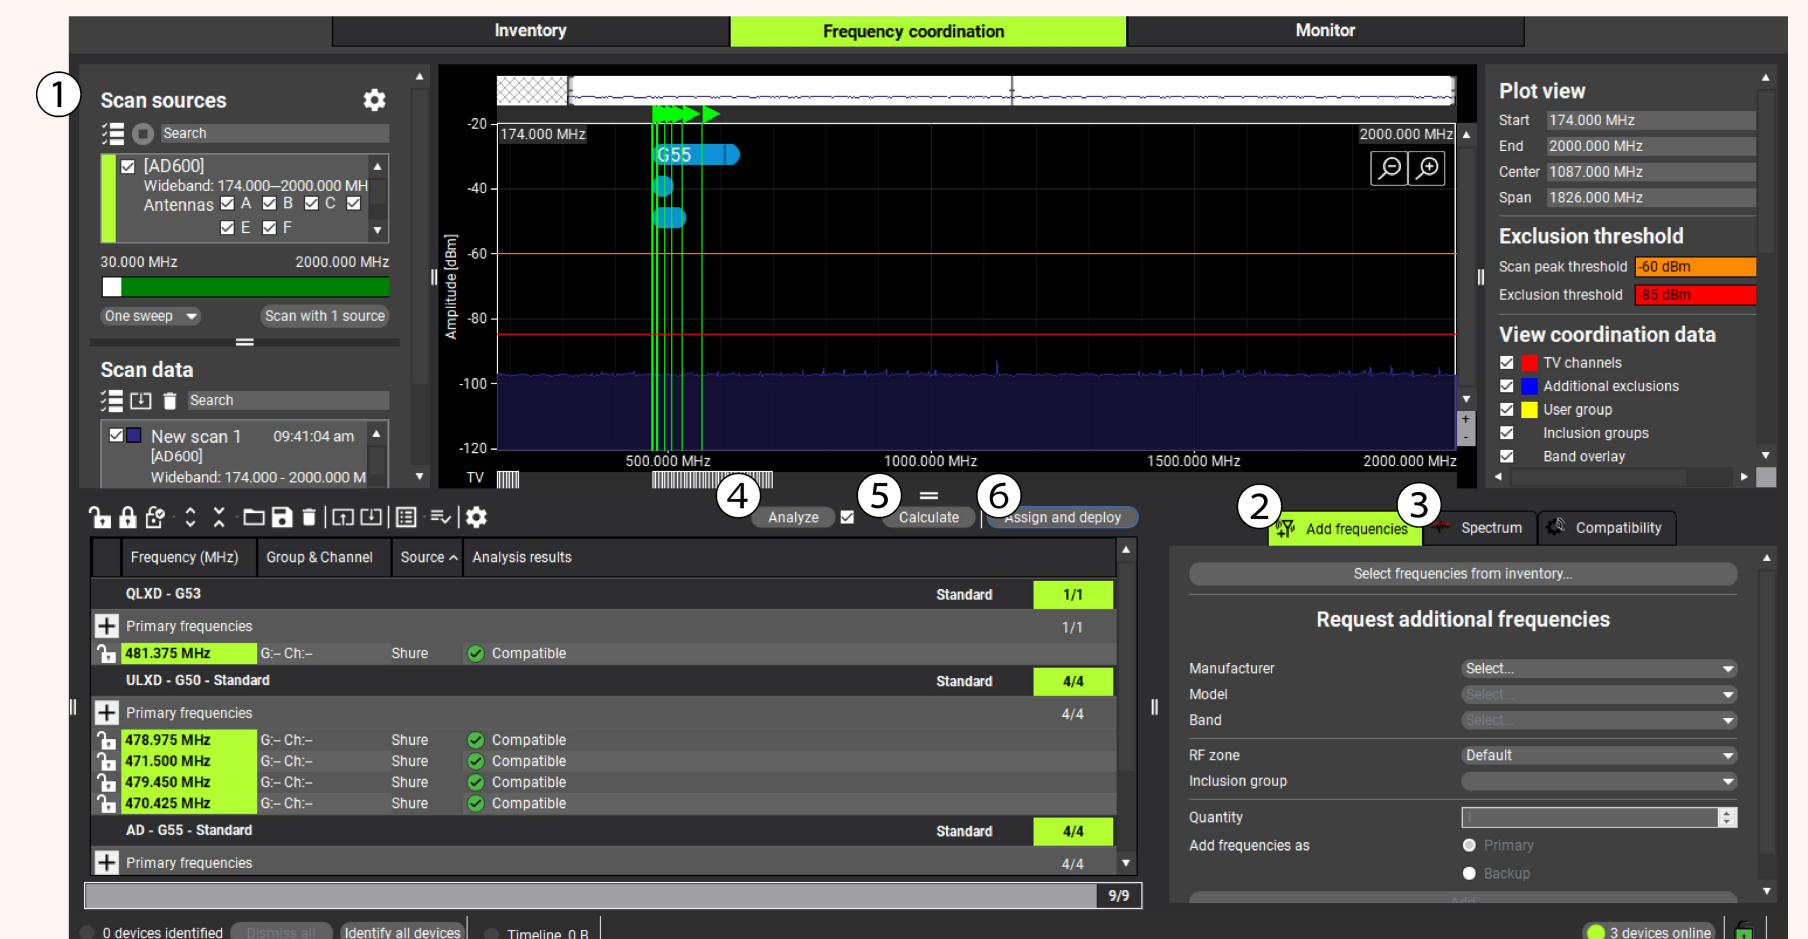 Inventory
Frequency coordination
Monitor
1
Scan sources
Search
[AD600]
Wideband: 174.000—2000.000 MH
Antennas A B C
E F
30.000 MHz 2000.000 MHz
One sweep
Scan with 1 source
Scan data
Search
New scan 1 09:41:04 am
[AD600]
Wideband: 174.000 - 2000.000 M
174.000 MHz
2000.000 MHz
G55
Amplitude [dBm]
-20
-40
-60
-80
-100
-120
TV
500.000 MHz
1000.000 MHz
1500.000 MHz
2000.000 MHz
+
-
Plot view
Start 174.000 MHz
End 2000.000 MHz
Center 1087.000 MHz
Span 1826.000 MHz
Exclusion threshold
Scan peak threshold -60 dBm
Exclusion threshold -85 dBm
View coordination data
TV channels
Additional exclusions
User group
Inclusion groups
Band overlay
4
Analyze
5
Calculate
6
Assign and deploy
Frequency (MHz) Group & Channel Source Analysis results
QLXD - G53 Standard 1/1
Primary frequencies 1/1
481.375 MHz G:-- Ch:-- Shure Compatible
ULXD - G50 - Standard Standard 4/4
Primary frequencies 4/4
478.975 MHz G:-- Ch:-- Shure Compatible
471.500 MHz G:-- Ch:-- Shure Compatible
479.450 MHz G:-- Ch:-- Shure Compatible
470.425 MHz G:-- Ch:-- Shure Compatible
AD - G55 - Standard Standard 4/4
Primary frequencies 4/4
9/9
2
Add frequencies
3
Spectrum
Compatibility
Select frequencies from inventory...
Request additional frequencies
Manufacturer Select...
Model Select...
Band Select...
RF zone Default
Inclusion group
Quantity 1
Add frequencies as Primary
Backup
Add
0 devices identified
Dismiss all
Identify all devices
Timeline 0 B
3 devices online